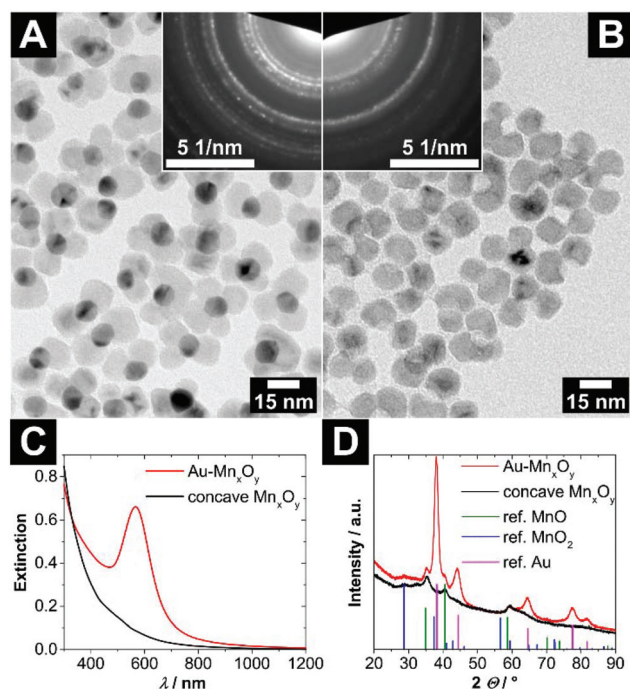 A
B
5 1/nm
5 1/nm
15 nm
15 nm
C
Au-MnxOy
concave MnxOy
Extinction
0.8
0.6
0.4
0.2
0.0
400 600 800 1000 1200
λ / nm
D
Au-MnxOy
concave MnxOy
ref. MnO
ref. MnO2
ref. Au
Intensity / a.u.
20 30 40 50 60 70 80 90
2 Θ / °